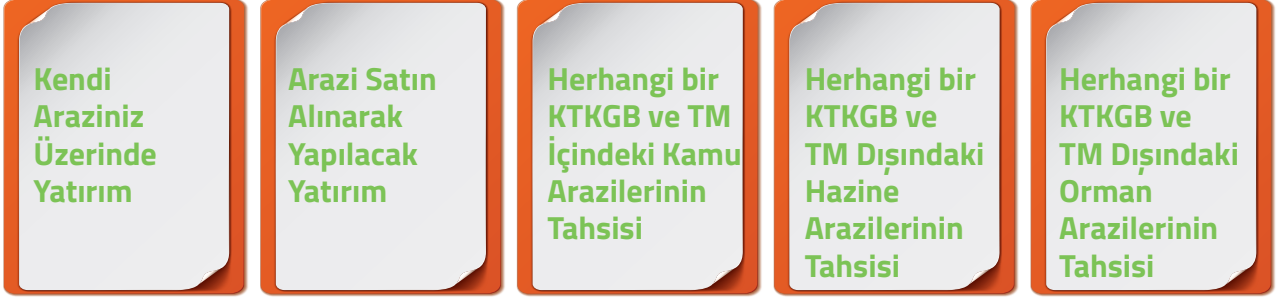 Kendi
Araziniz
Üzerinde
Yatırım
Arazi Satın
Alınarak
Yapılacak
Yatırım
Herhangi bir
KTKGB ve TM
İçindeki Kamu
Arazilerinin
Tahsisi
Herhangi bir
KTKGB ve
TM Dışındaki
Hazine
Arazilerinin
Tahsisi
Herhangi bir
KTKGB ve
TM Dışındaki
Orman
Arazilerinin
Tahsisi